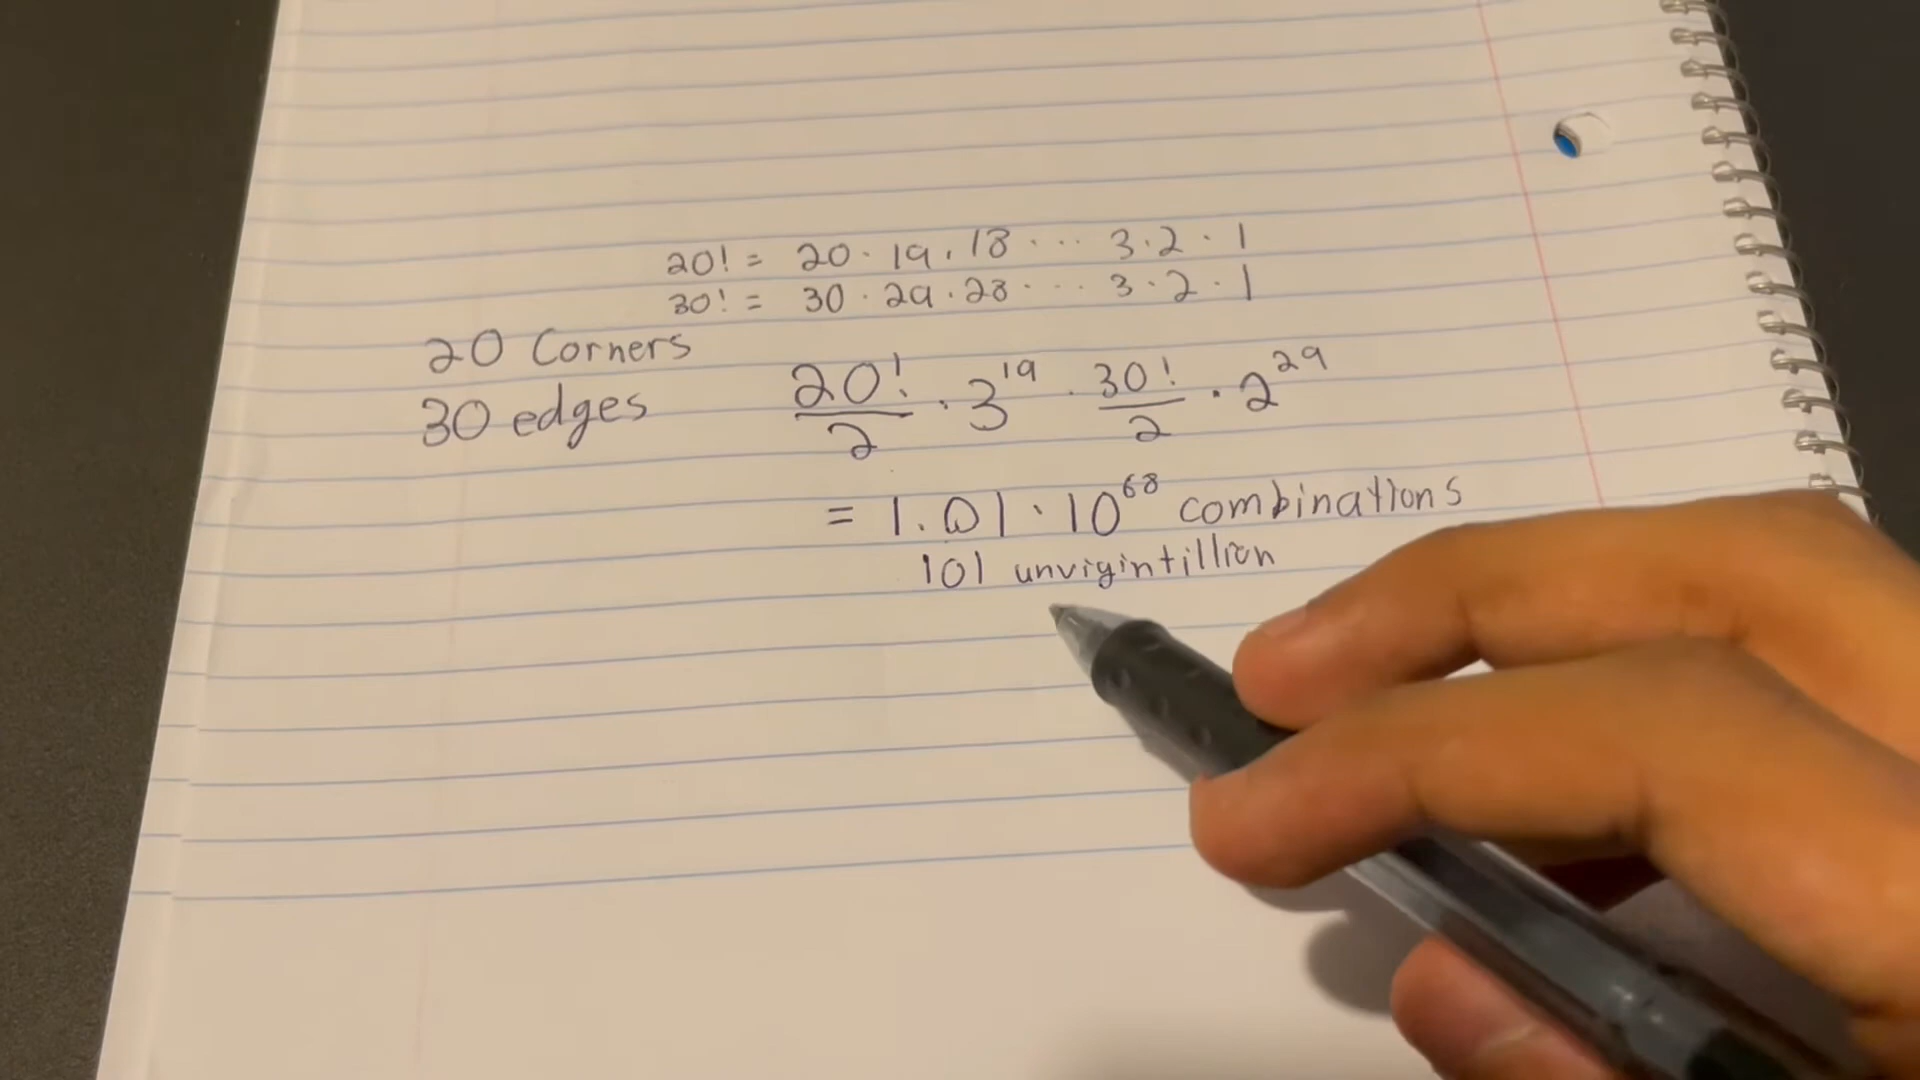 20! = 20 · 19 · 18 · ··· 3 · 2 · 1
30! = 30 · 29 · 28 ··· 3 · 2 · 1
20 Corners
30 edges
20!/2 · 3^19 · 30!/2 · 2^29
= 1.01 · 10^68 combinations
101 unvigintillion